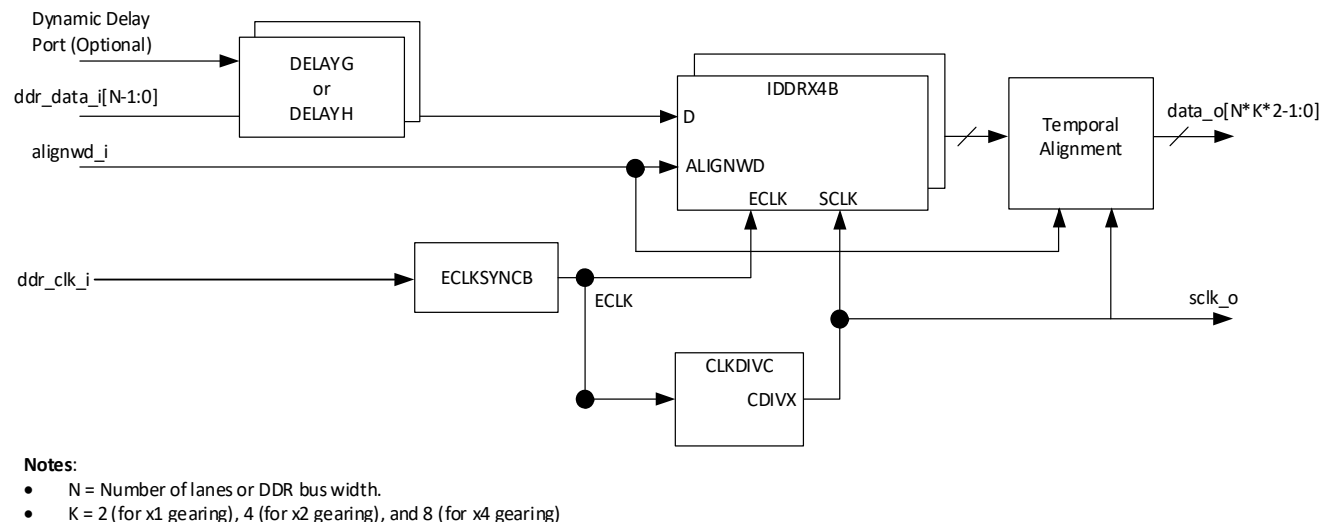 Dynamic Delay
Port (Optional)
ddr_data_i[N-1:0]
alignwd_i
DELAYG
or
DELAYH
IDDRX4B
D
ALIGNWD
ECLK SCLK
Temporal
Alignment
data_o[N*K*2-1:0]
ddr_clk_i
ECLKSYNCB
ECLK
sclk_o
CLKDIVC
CDIVX
Notes:
• N = Number of lanes or DDR bus width.
• K = 2 (for x1 gearing), 4 (for x2 gearing), and 8 (for x4 gearing)